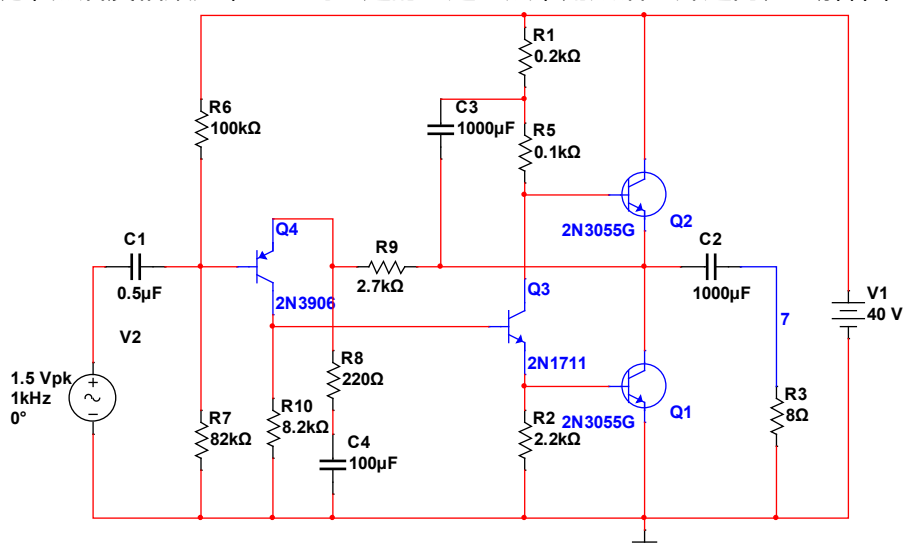 R1
0.2kΩ
R6
100kΩ
C3
1000µF
R5
0.1kΩ
Q4
2N3906
Q2
2N3055G
C1
0.5µF
R9
2.7kΩ
C2
1000µF
Q3
2N1711
V1
40 V
7
V2
1.5 Vpk
1kHz
0°
R8
220Ω
Q1
2N3055G
R3
8Ω
R7
82kΩ
R10
8.2kΩ
R2
2.2kΩ
C4
100µF